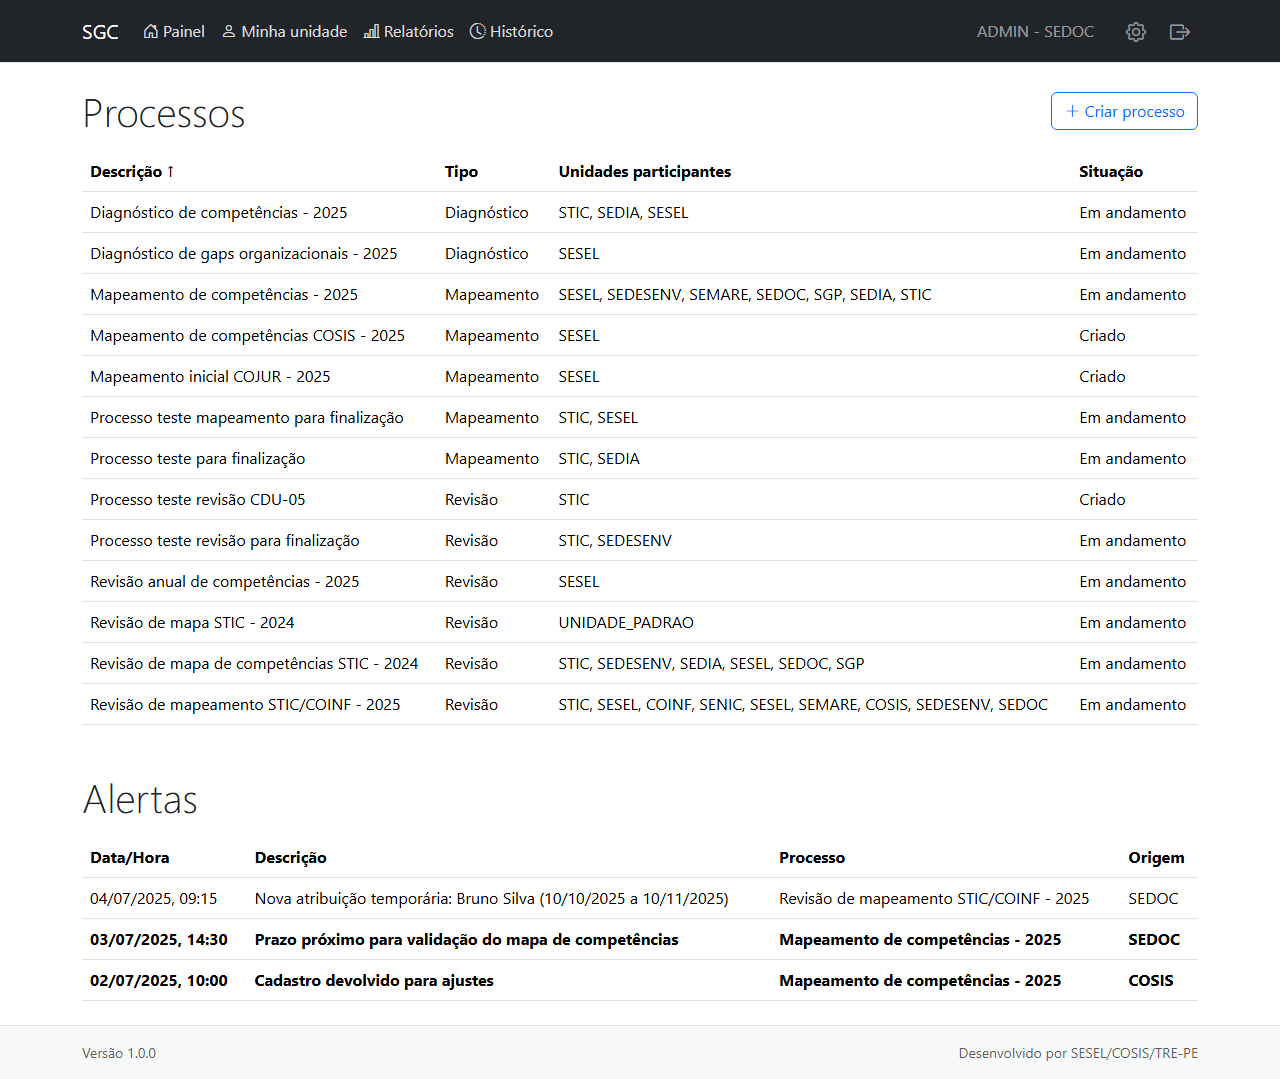 SGC Painel Minha unidade Relatórios Histórico ADMIN - SEDOC
Processos
Criar processo
Descrição ↑ Tipo Unidades participantes Situação
Diagnóstico de competências - 2025 Diagnóstico STIC, SEDIA, SESEL Em andamento
Diagnóstico de gaps organizacionais - 2025 Diagnóstico SESEL Em andamento
Mapeamento de competências - 2025 Mapeamento SESEL, SEDESENV, SEMARE, SEDOC, SGP, SEDIA, STIC Em andamento
Mapeamento de competências COSIS - 2025 Mapeamento SESEL Criado
Mapeamento inicial COJUR - 2025 Mapeamento SESEL Criado
Processo teste mapeamento para finalização Mapeamento STIC, SESEL Em andamento
Processo teste para finalização Mapeamento STIC, SEDIA Em andamento
Processo teste revisão CDU-05 Revisão STIC Criado
Processo teste revisão para finalização Revisão STIC, SEDESENV Em andamento
Revisão anual de competências - 2025 Revisão SESEL Em andamento
Revisão de mapa STIC - 2024 Revisão UNIDADE_PADRAO Em andamento
Revisão de mapa de competências STIC - 2024 Revisão STIC, SEDESENV, SEDIA, SESEL, SEDOC, SGP Em andamento
Revisão de mapeamento STIC/COINF - 2025 Revisão STIC, SESEL, COINF, SENIC, SESEL, SEMARE, COSIS, SEDESENV, SEDOC Em andamento
Alertas
Data/Hora Descrição Processo Origem
04/07/2025, 09:15 Nova atribuição temporária: Bruno Silva (10/10/2025 a 10/11/2025) Revisão de mapeamento STIC/COINF - 2025 SEDOC
03/07/2025, 14:30 Prazo próximo para validação do mapa de competências Mapeamento de competências - 2025 SEDOC
02/07/2025, 10:00 Cadastro devolvido para ajustes Mapeamento de competências - 2025 COSIS
Versão 1.0.0 Desenvolvido por SESEL/COSIS/TRE-PE